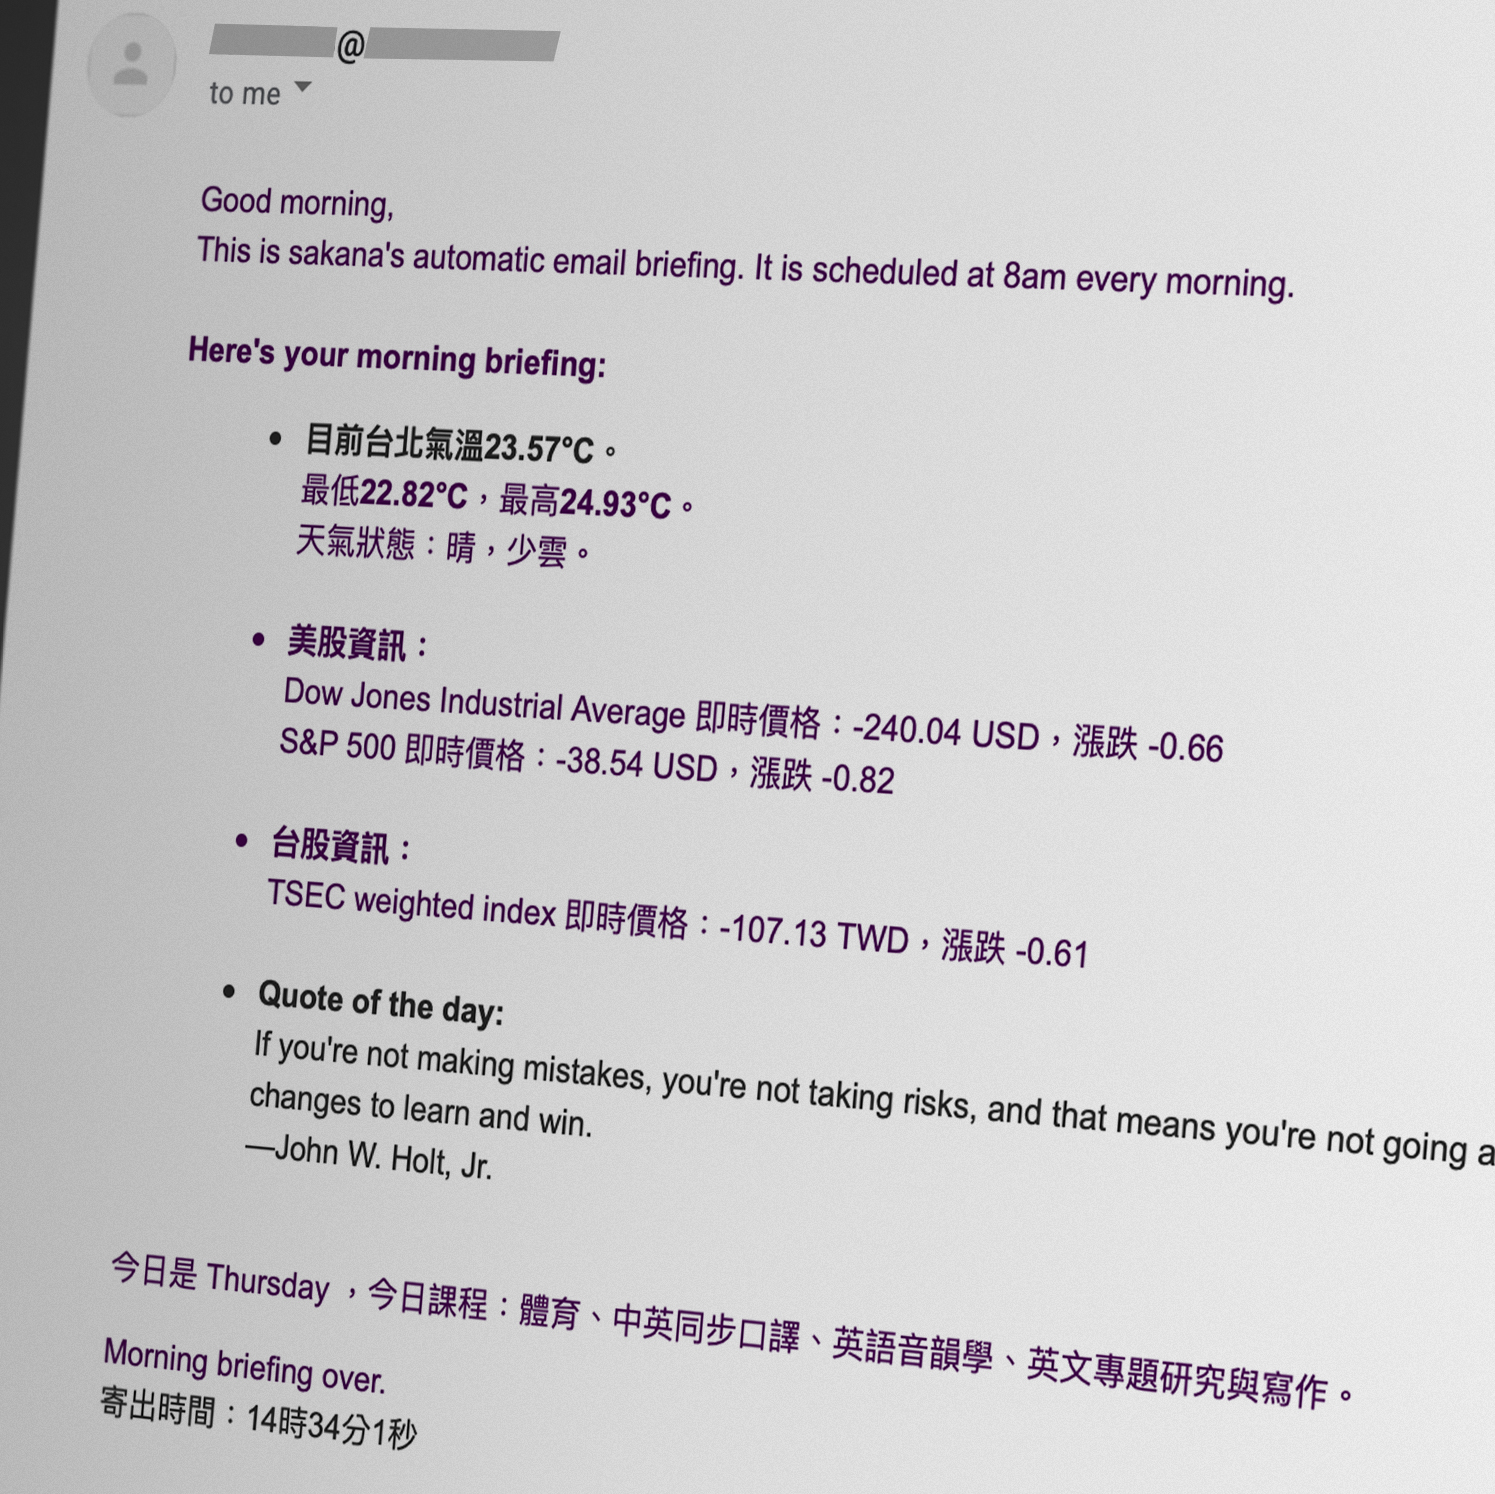 @
to me
Good morning,
This is sakana's automatic email briefing. It is scheduled at 8am every morning.
Here's your morning briefing:
• 目前台北氣溫23.57°C。
最低22.82°C，最高24.93°C。
天氣狀態：晴，少雲。
• 美股資訊：
Dow Jones Industrial Average 即時價格：-240.04 USD，漲跌 -0.66
S&P 500 即時價格：-38.54 USD，漲跌 -0.82
• 台股資訊：
TSEC weighted index 即時價格：-107.13 TWD，漲跌 -0.61
• Quote of the day:
If you're not making mistakes, you're not taking risks, and that means you're not going a
changes to learn and win.
—John W. Holt, Jr.
今日是 Thursday ，今日課程：體育、中英同步口譯、英語音韻學、英文專題研究與寫作。
Morning briefing over.
寄出時間：14時34分1秒